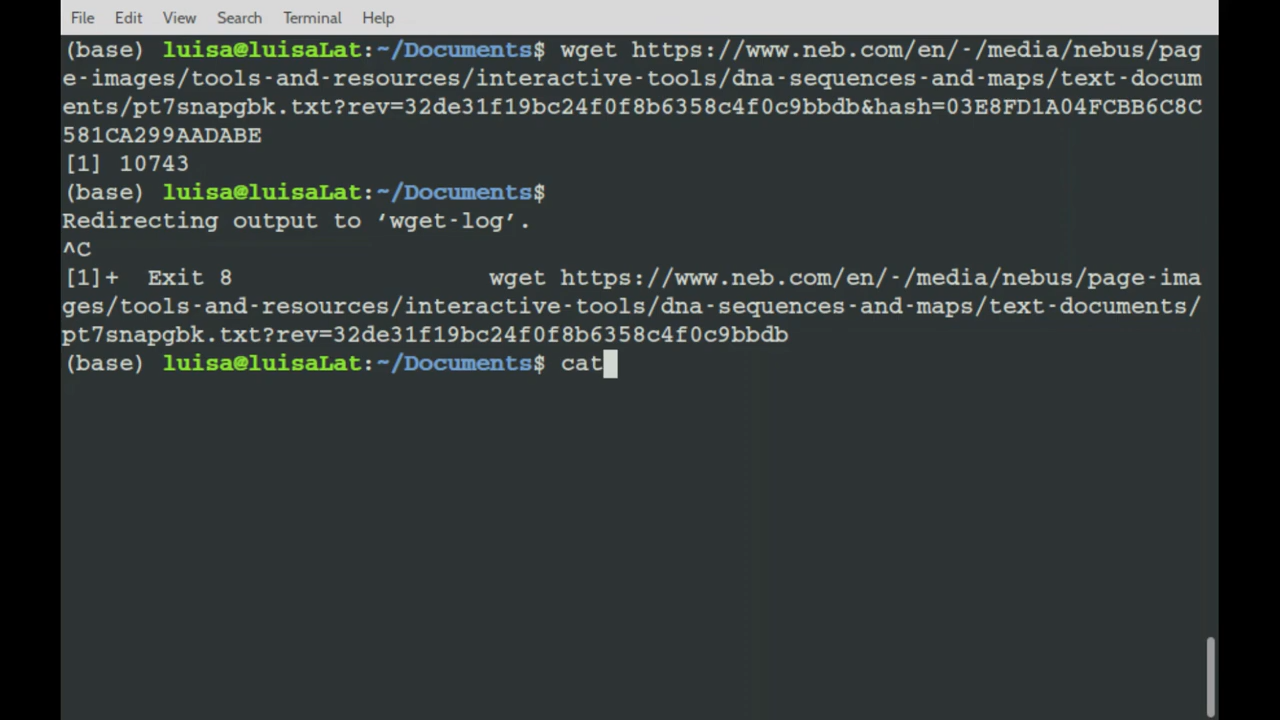 File Edit View Search Terminal Help
(base) luisa@luisaLat:~/Documents$ wget https://www.neb.com/en/-/media/nebus/pag
e-images/tools-and-resources/interactive-tools/dna-sequences-and-maps/text-docum
ents/pt7snapgbk.txt?rev=32de31f19bc24f0f8b6358c4f0c9bbdb&hash=03E8FD1A04FCBB6C8C
581CA299AADABE
[1] 10743
(base) luisa@luisaLat:~/Documents$
Redirecting output to ‘wget-log’.
^C
[1]+  Exit 8                  wget https://www.neb.com/en/-/media/nebus/page-ima
ges/tools-and-resources/interactive-tools/dna-sequences-and-maps/text-documents/
pt7snapgbk.txt?rev=32de31f19bc24f0f8b6358c4f0c9bbdb
(base) luisa@luisaLat:~/Documents$ cat